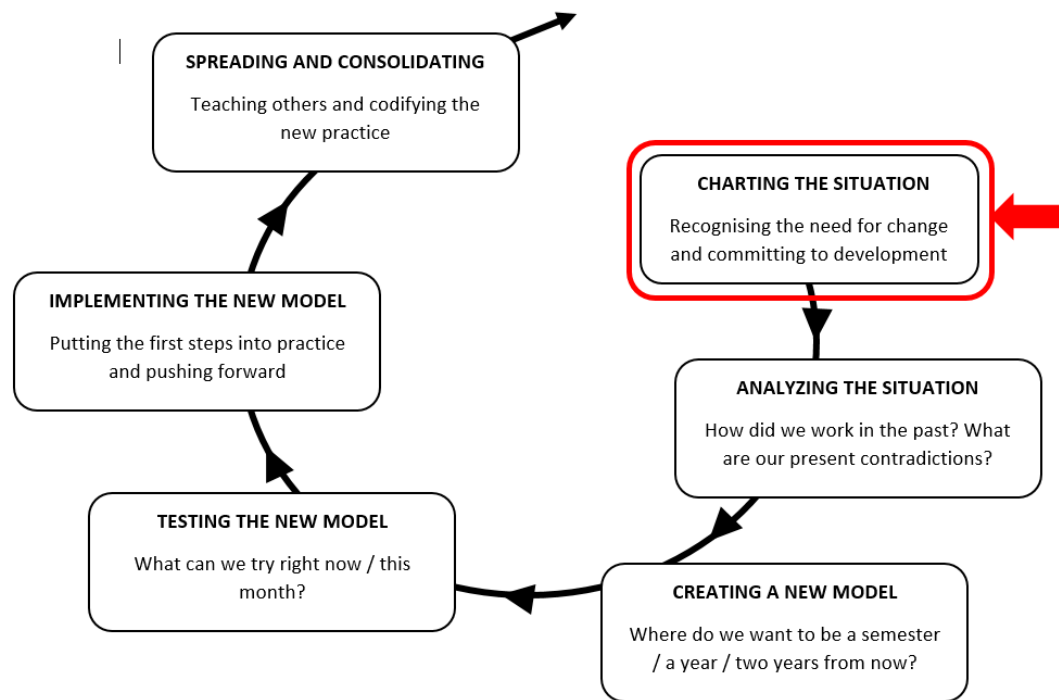 SPREADING AND CONSOLIDATING
Teaching others and codifying the
new practice
CHARTING THE SITUATION
Recognising the need for change
and committing to development
IMPLEMENTING THE NEW MODEL
Putting the first steps into practice
and pushing forward
ANALYZING THE SITUATION
How did we work in the past? What
are our present contradictions?
TESTING THE NEW MODEL
What can we try right now / this
month?
CREATING A NEW MODEL
Where do we want to be a semester
/ a year / two years from now?